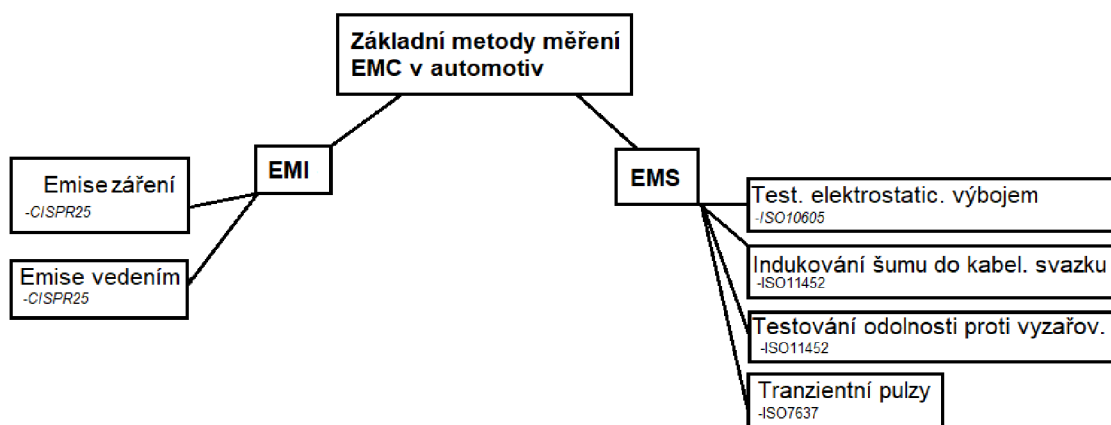 Základní metody měření
EMC v automotiv
EMI
EMS
Emise záření
-CISPR25
Emise vedením
-CISPR25
Test. elektrostatic. výbojem
-ISO10605
Indukování šumu do kabel. svazku
-ISO11452
Testování odolnosti proti vyzařov.
-ISO11452
Tranzientní pulzy
-ISO7637